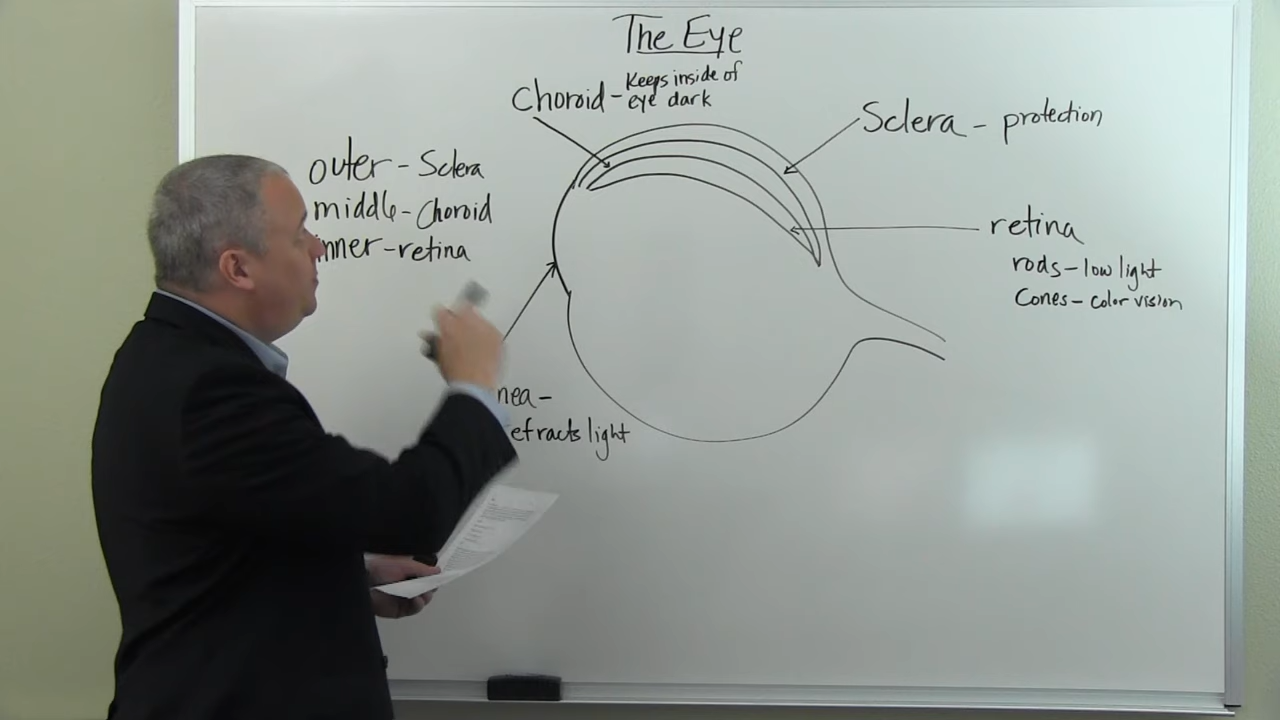 The Eye
Choroid - Keeps inside of
eye dark
Sclera - protection
outer - Sclera
middle - Choroid
inner - retina
retina
rods - low light
Cones - color vision
nea -
efracts light